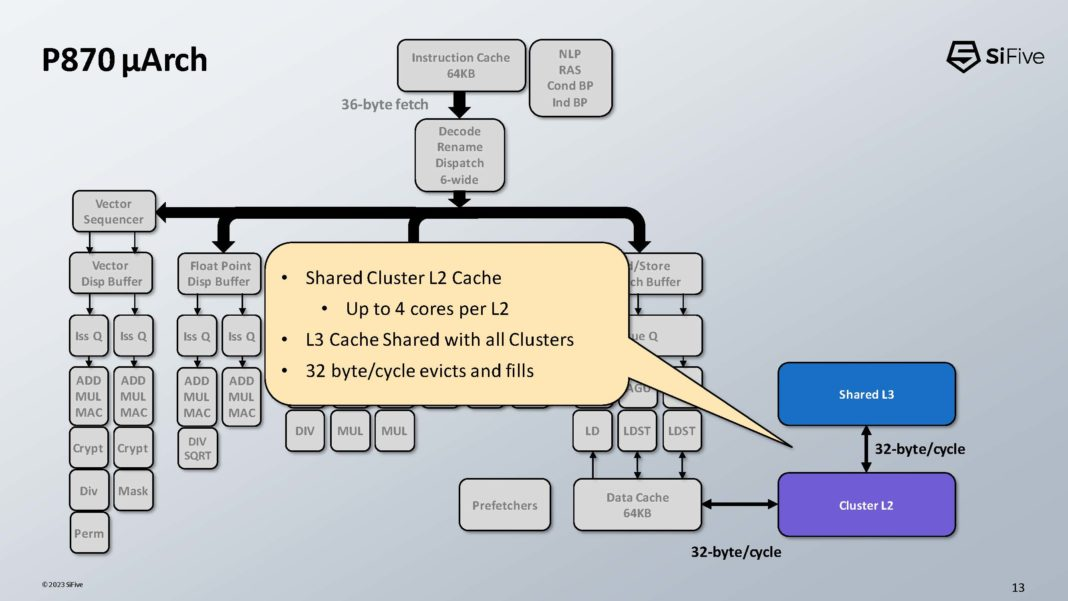 P870 µArch
SiFive
Instruction Cache
64KB
NLP
RAS
Cond BP
Ind BP
36-byte fetch
Decode
Rename
Dispatch
6-wide
Vector
Sequencer
Vector
Disp Buffer
Float Point
Disp Buffer
/Store
ch Buffer
• Shared Cluster L2 Cache
• Up to 4 cores per L2
• L3 Cache Shared with all Clusters
• 32 byte/cycle evicts and fills
Iss Q
Iss Q
Iss Q
Iss Q
ue Q
ADD
MUL
MAC
ADD
MUL
MAC
ADD
MUL
MAC
ADD
MUL
MAC
AGU
Shared L3
32-byte/cycle
Crypt
Crypt
DIV
SQRT
DIV
MUL
MUL
LD
LDST
LDST
Div
Mask
Perm
Prefetchers
Data Cache
64KB
Cluster L2
32-byte/cycle
© 2023 SiFive
13